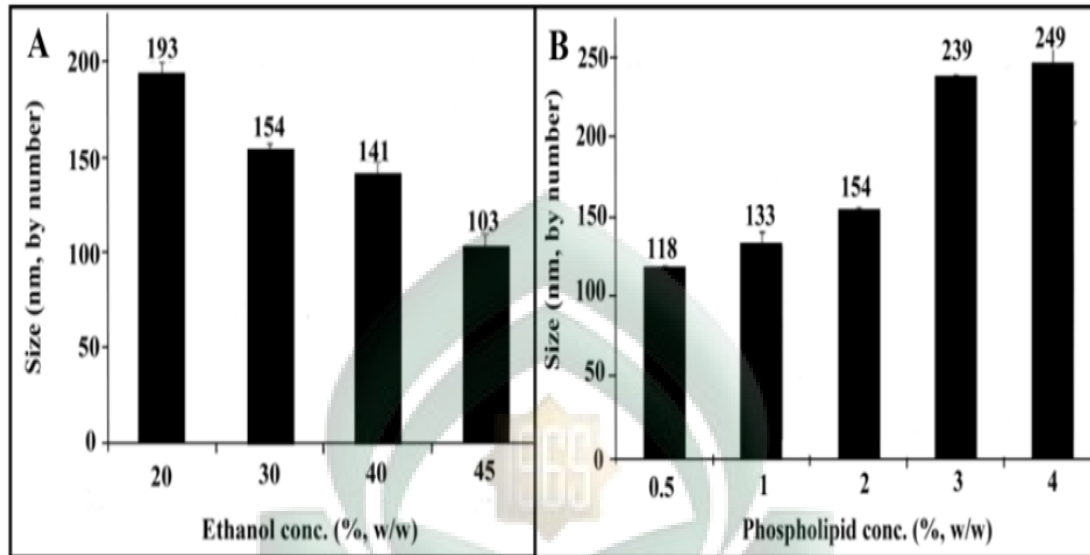 A
Size (nm, by number)
200
150
100
50
0
193
154
141
103
20 30 40 45
Ethanol conc. (%, w/w)
B
Size (nm, by number)
250
200
150
100
50
0
118
133
154
239
249
0.5 1 2 3 4
Phospholipid conc. (%, w/w)